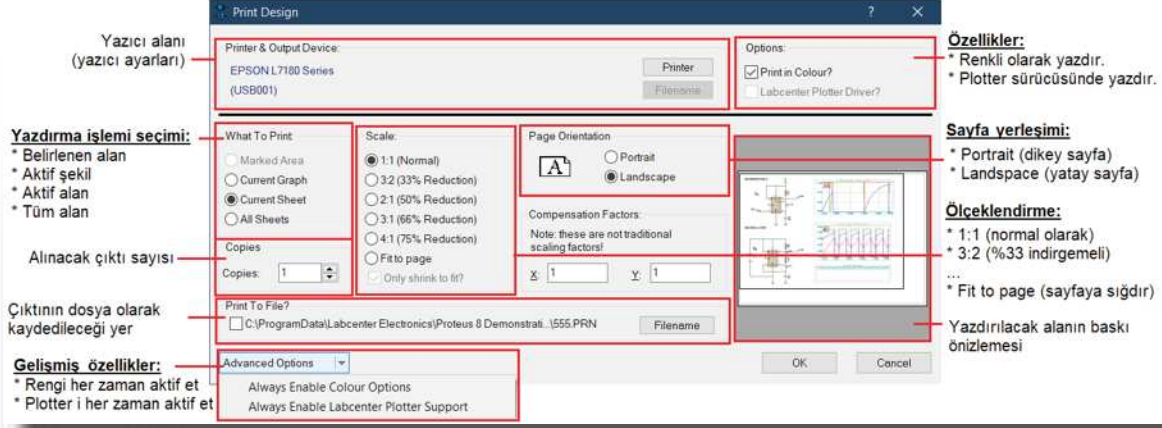 Print Design
? ×
Yazıcı alanı
(yazıcı ayarları)
Printer & Output Device:
EPSON L7180 Series
(USB001)
Printer
Filename
Options:
Print in Colour?
Labcenter Plotter Driver?
Özellikler:
* Renkli olarak yazdır.
* Plotter sürücüsünde yazdır.
Yazdırma işlemi seçimi:
* Belirlenen alan
* Aktif şekil
* Aktif alan
* Tüm alan
What To Print:
Marked Area
Current Graph
Current Sheet
All Sheets
Scale:
1:1 (Normal)
3:2 (33% Reduction)
2:1 (50% Reduction)
3:1 (66% Reduction)
4:1 (75% Reduction)
Fit to page
Only shrink to fit?
Page Orientation
A
Portrait
Landscape
Sayfa yerleşimi:
* Portrait (dikey sayfa)
* Landspace (yatay sayfa)
Alınacak çıktı sayısı
Copies
Copies: 1
Compensation Factors:
Note: these are not traditional
scaling factors!
X: 1 Y: 1
Ölçeklendirme:
* 1:1 (normal olarak)
* 3:2 (%33 indirgemeli)
...
* Fit to page (sayfaya sığdır)
Çıktının dosya olarak
kaydedileceği yer
Print To File?
C:\ProgramData\Labcenter Electronics\Proteus 8 Demonstrati...\555.PRN
Filename
Yazdırılacak alanın baskı
önizlemesi
Gelişmiş özellikler:
* Rengi her zaman aktif et
* Plotter i her zaman aktif et
Advanced Options
Always Enable Colour Options
Always Enable Labcenter Plotter Support
OK
Cancel